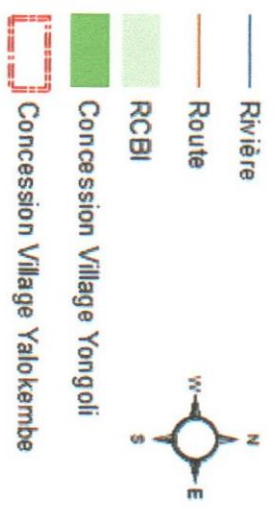 Rivière
Route
RCBI
Concession Village Yongoli
Concession Village Yalokembe
N
W
E
S